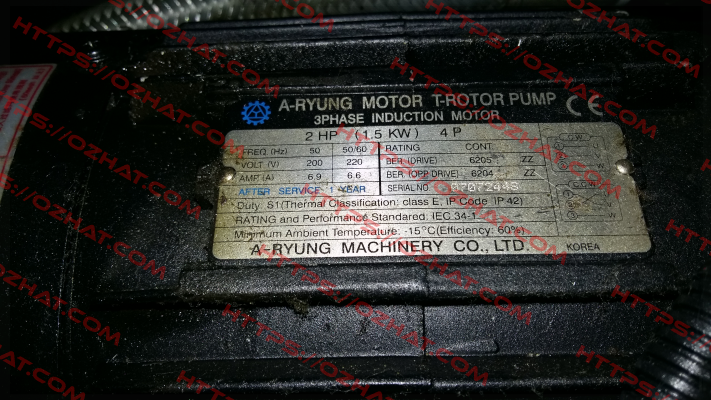 A-RYUNG MOTOR T-ROTOR PUMP CE
3PHASE INDUCTION MOTOR
2 HP (1.5 KW) 4 P
FREQ (Hz) 50 50/60 RATING CONT
VOLT (V) 200 220 BER (DRIVE) 6205 ZZ
AMP (A) 6.9 6.6 BER (OPP DRIVE) 6204 ZZ
AFTER SERVICE 1 YEAR SERIAL NO
Duty: S1(Thermal Classification: class E, IP Code IP 42)
RATING and Performance Standared: IEC 34-1
Minimum Ambient Temperature: -15°C(Efficiency: 60%)
A-RYUNG MACHINERY CO., LTD. KOREA
HTTPS://OZHAT.COM